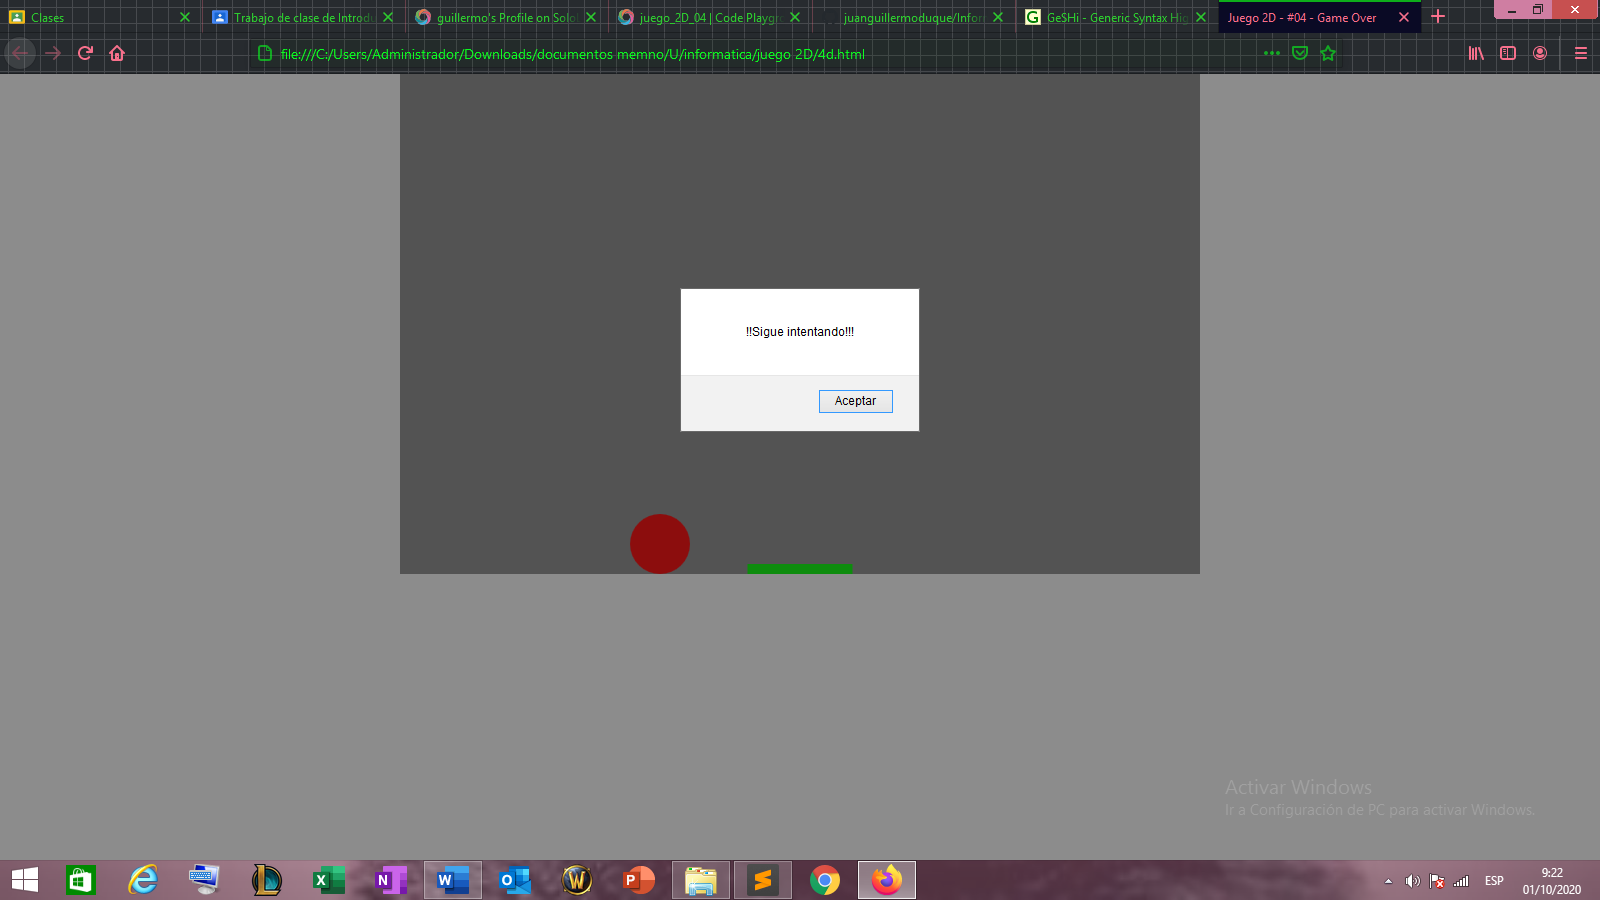 Clases
Trabajo de clase de Introdu
guillermo's Profile on Solo
juego_2D_04 | Code Playgr
juanguillermoduque/Infor
GeSHi - Generic Syntax Hig
Juego 2D - #04 - Game Over
file:///C:/Users/Administrador/Downloads/documentos memno/U/informatica/juego 2D/4d.html
!!Sigue intentando!!!
Aceptar
Activar Windows
Ir a Configuración de PC para activar Windows.
ESP
9:22
01/10/2020